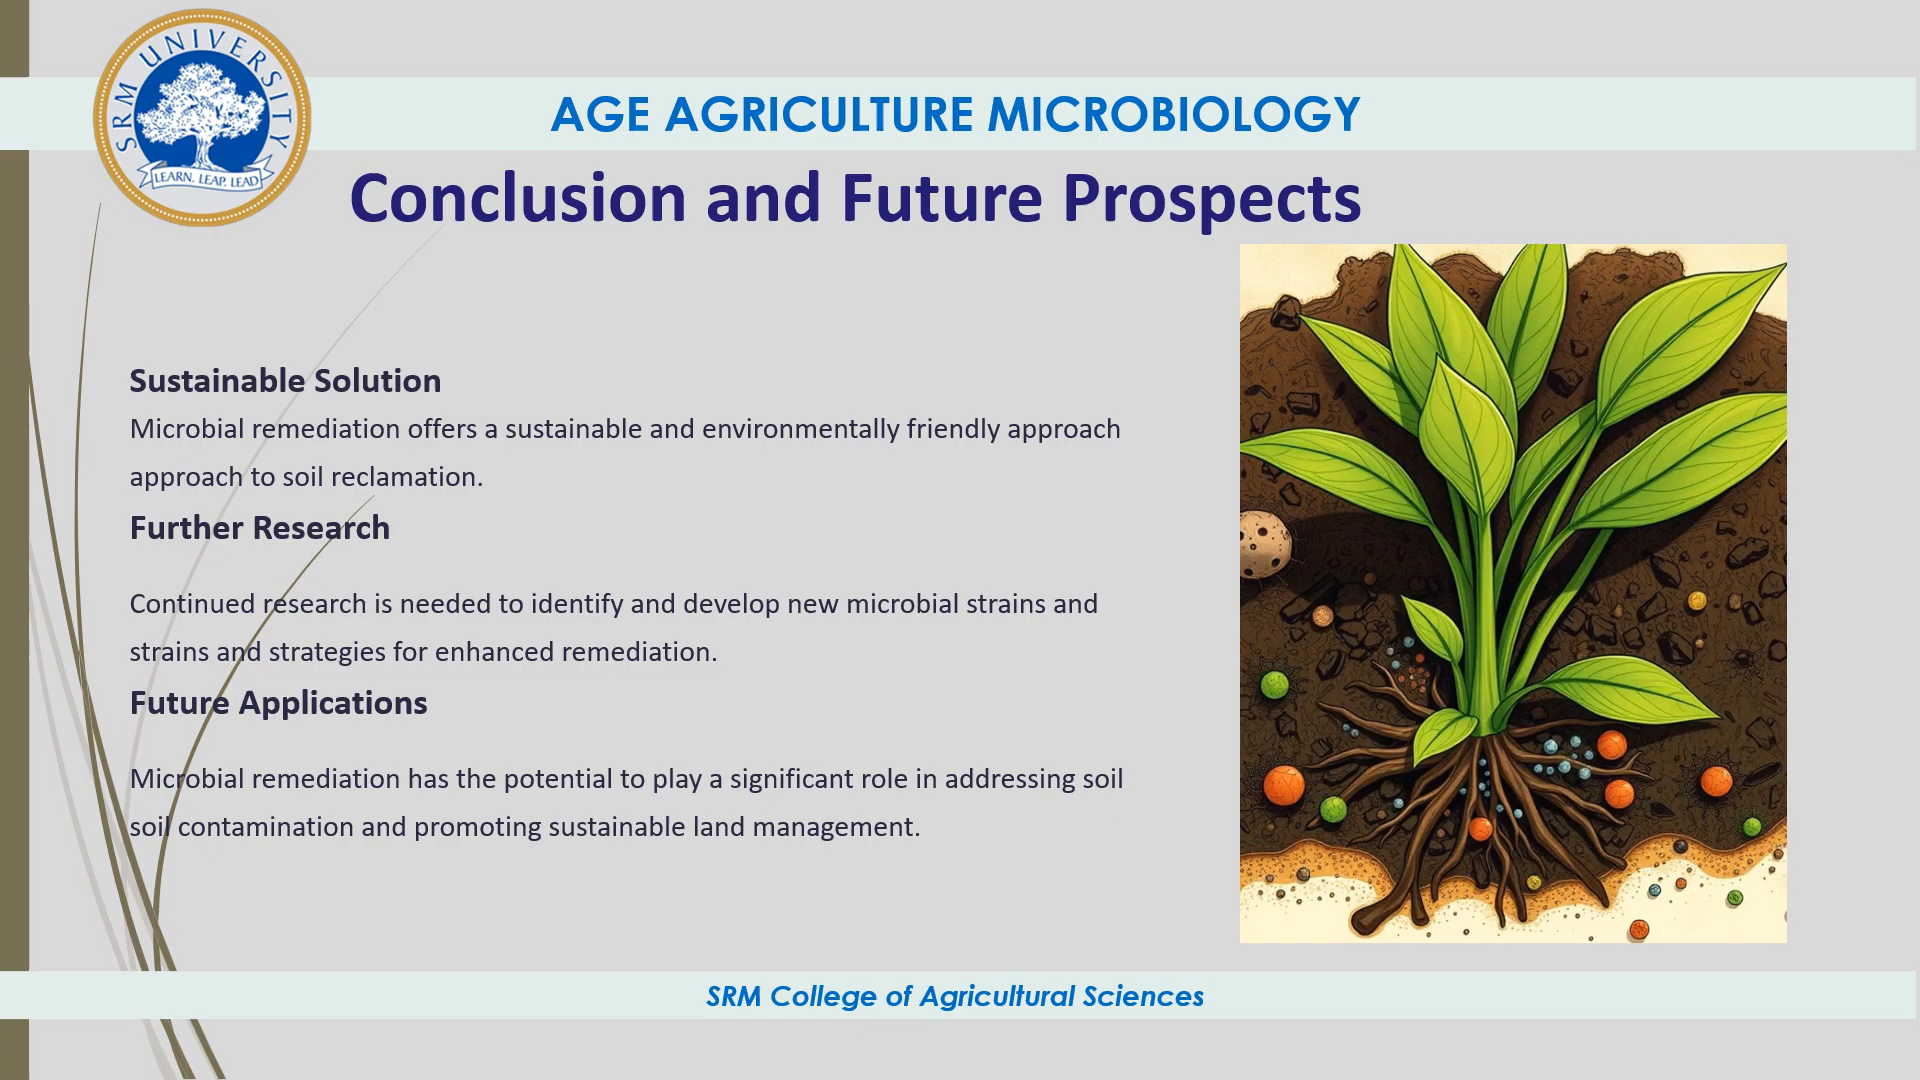 SRM UNIVERSITY
LEARN. LEAP. LEAD
AGE AGRICULTURE MICROBIOLOGY
Conclusion and Future Prospects
Sustainable Solution
Microbial remediation offers a sustainable and environmentally friendly approach
approach to soil reclamation.
Further Research
Continued research is needed to identify and develop new microbial strains and
strains and strategies for enhanced remediation.
Future Applications
Microbial remediation has the potential to play a significant role in addressing soil
soil contamination and promoting sustainable land management.
SRM College of Agricultural Sciences